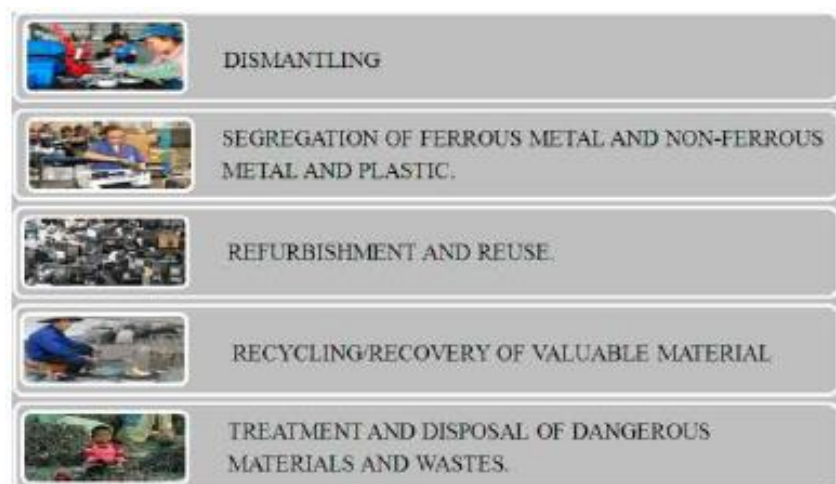 DISMANTLING
SEGREGATION OF FERROUS METAL AND NON-FERROUS
METAL AND PLASTIC.
REFURBISHMENT AND REUSE.
RECYCLING/RECOVERY OF VALUABLE MATERIAL
TREATMENT AND DISPOSAL OF DANGEROUS
MATERIALS AND WASTES.